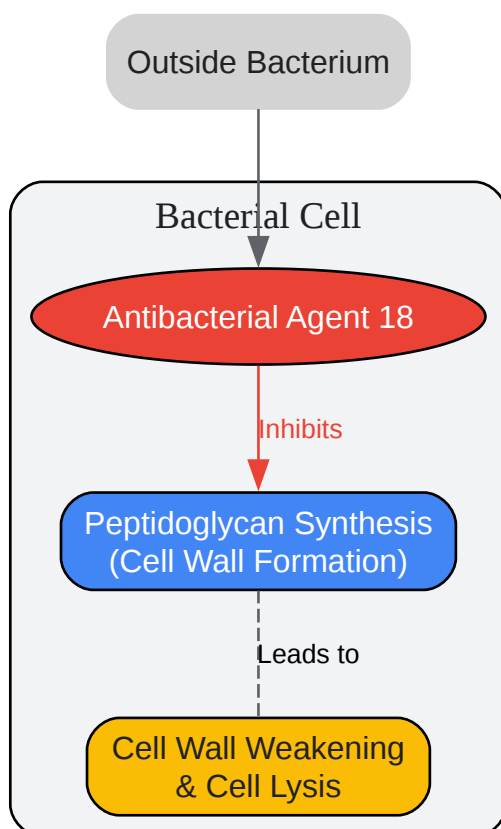 Outside Bacterium
Bacterial Cell
Antibacterial Agent 18
Inhibits
Peptidoglycan Synthesis
(Cell Wall Formation)
Leads to
Cell Wall Weakening
& Cell Lysis